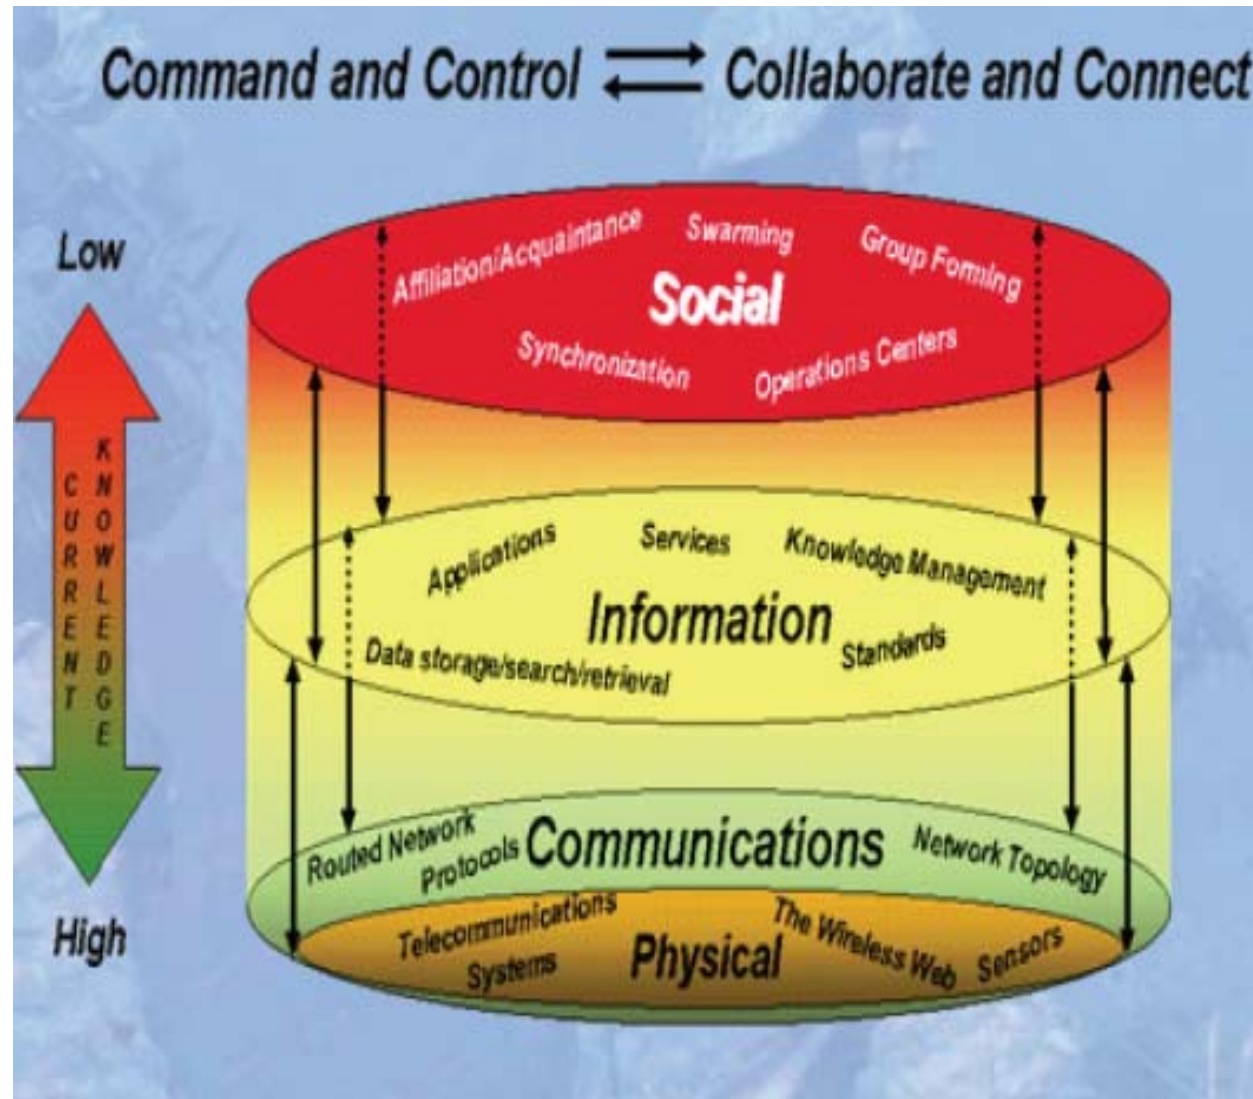 Command and Control Collaborate and Connect
Low
CURRENT
KNOWLEDGE
High
Affiliation/Acquaintance
Swarming
Group Forming
Social
Synchronization
Operations Centers
Applications
Services
Knowledge Management
Information
Data storage/search/retrieval
Standards
Routed Network
Protocols
Communications
Network Topology
Telecommunications
Systems
Physical
The Wireless Web
Sensors